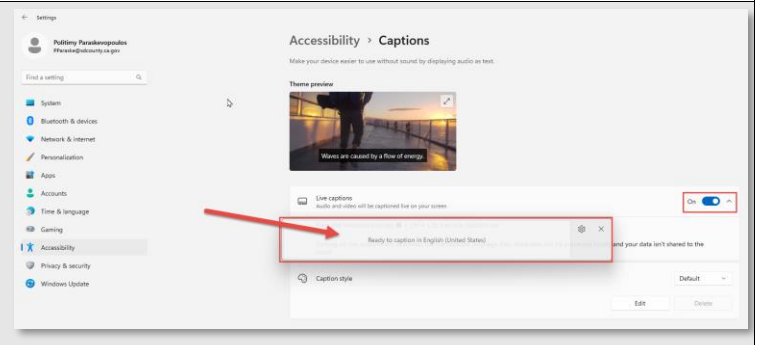 Settings
Politimy Paraskevopoulos
Accessibility > Captions
Make your device easier to use without sound by displaying audio as text.
Find a setting
Theme preview
Waves are caused by a flow of energy.
System
Bluetooth & devices
Network & internet
Personalization
Apps
Accounts
Time & language
Gaming
Accessibility
Privacy & security
Windows Update
Live captions
Audio and video will be captioned live on your screen
On
Ready to caption in English (United States)
and your data isn't shared to the
Caption style
Default
Edit
Delete